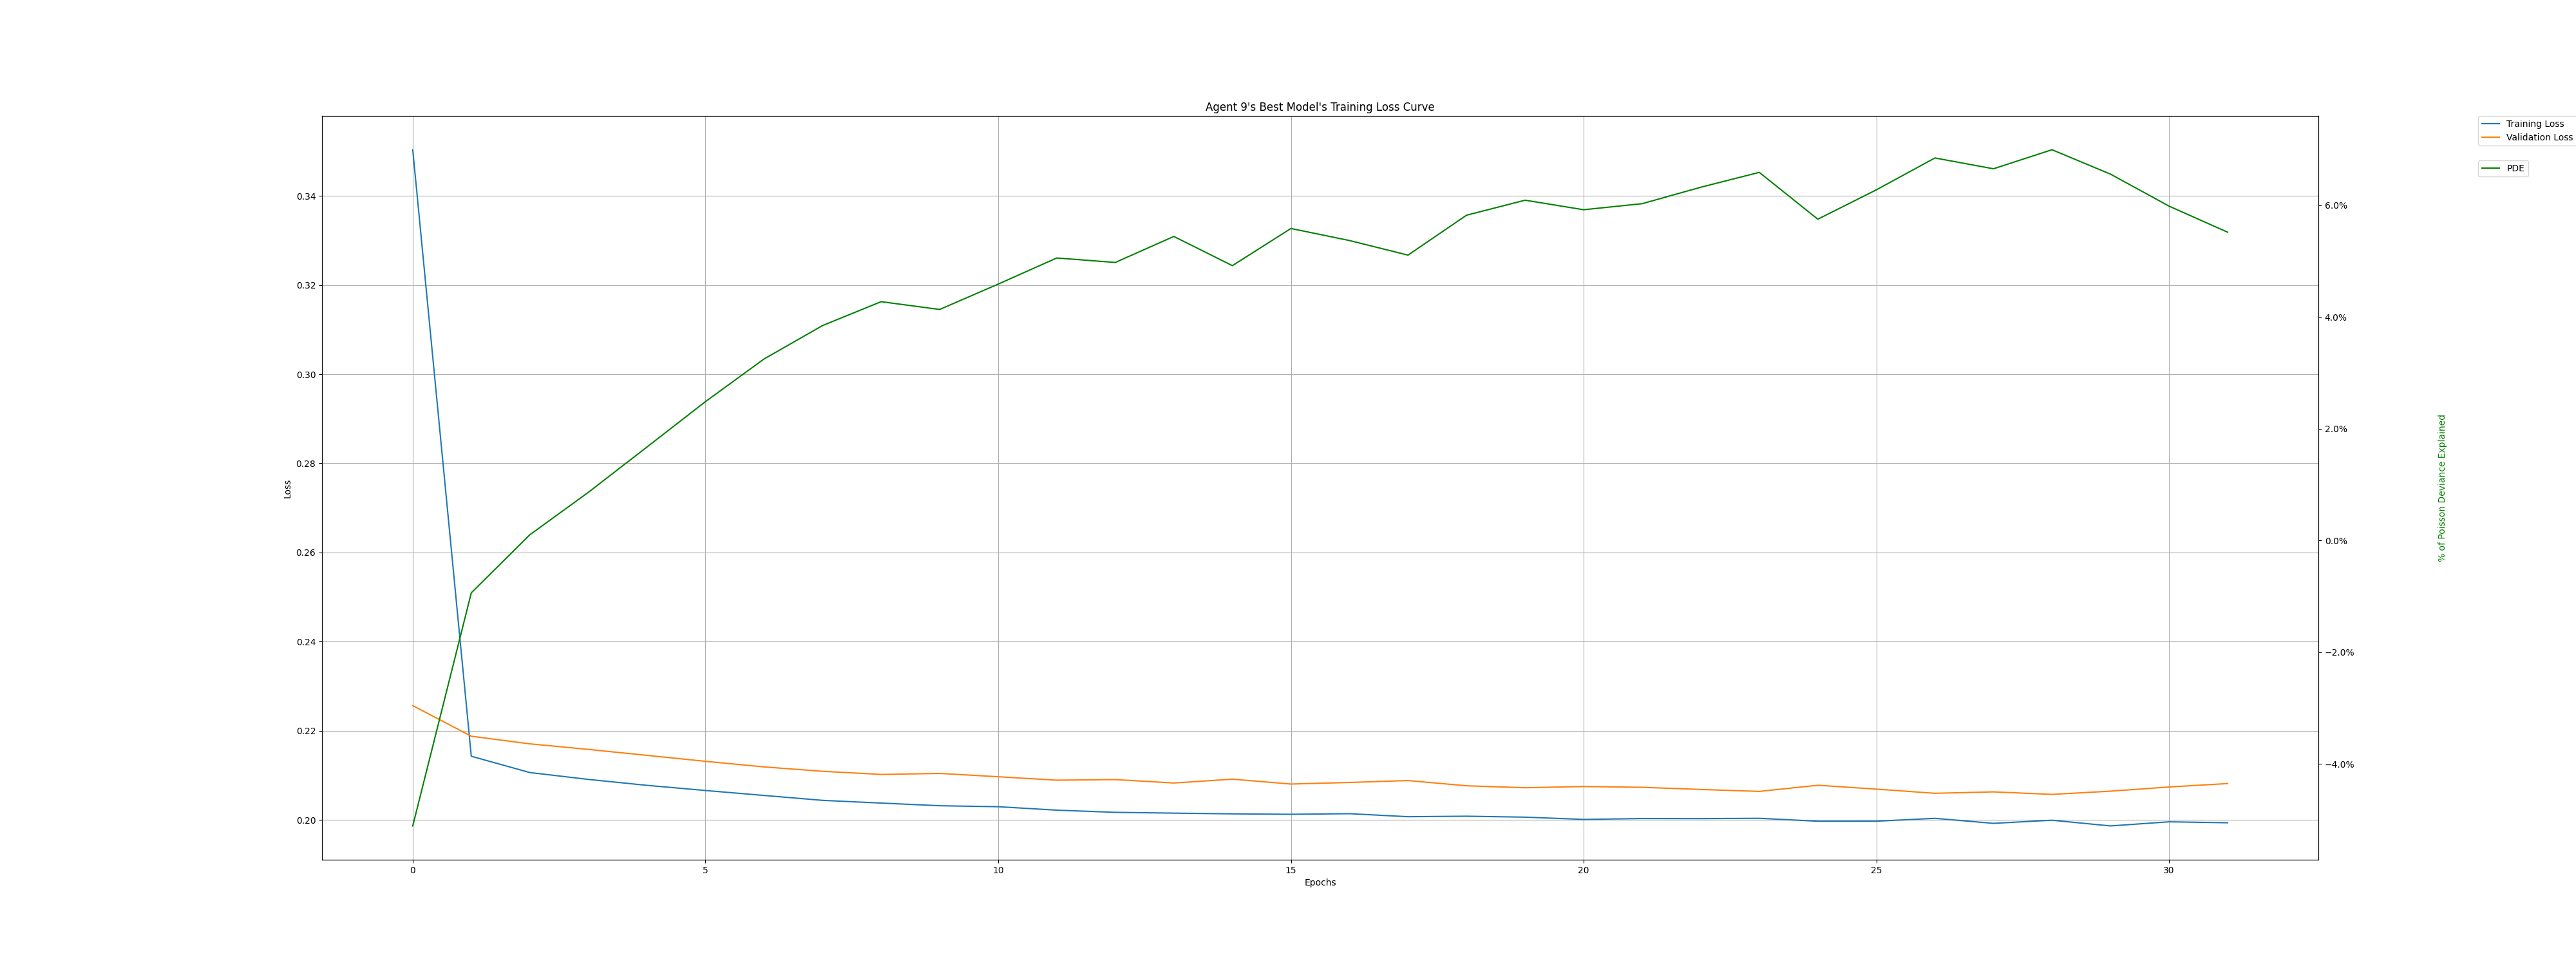 Agent 9's Best Model's Training Loss Curve
Training Loss
Validation Loss
PDE
0.34
0.32
0.30
0.28
0.26
0.24
0.22
0.20
Loss
6.0%
4.0%
2.0%
0.0%
−2.0%
−4.0%
% of Poisson Deviance Explained
0 5 10 15 20 25 30
Epochs